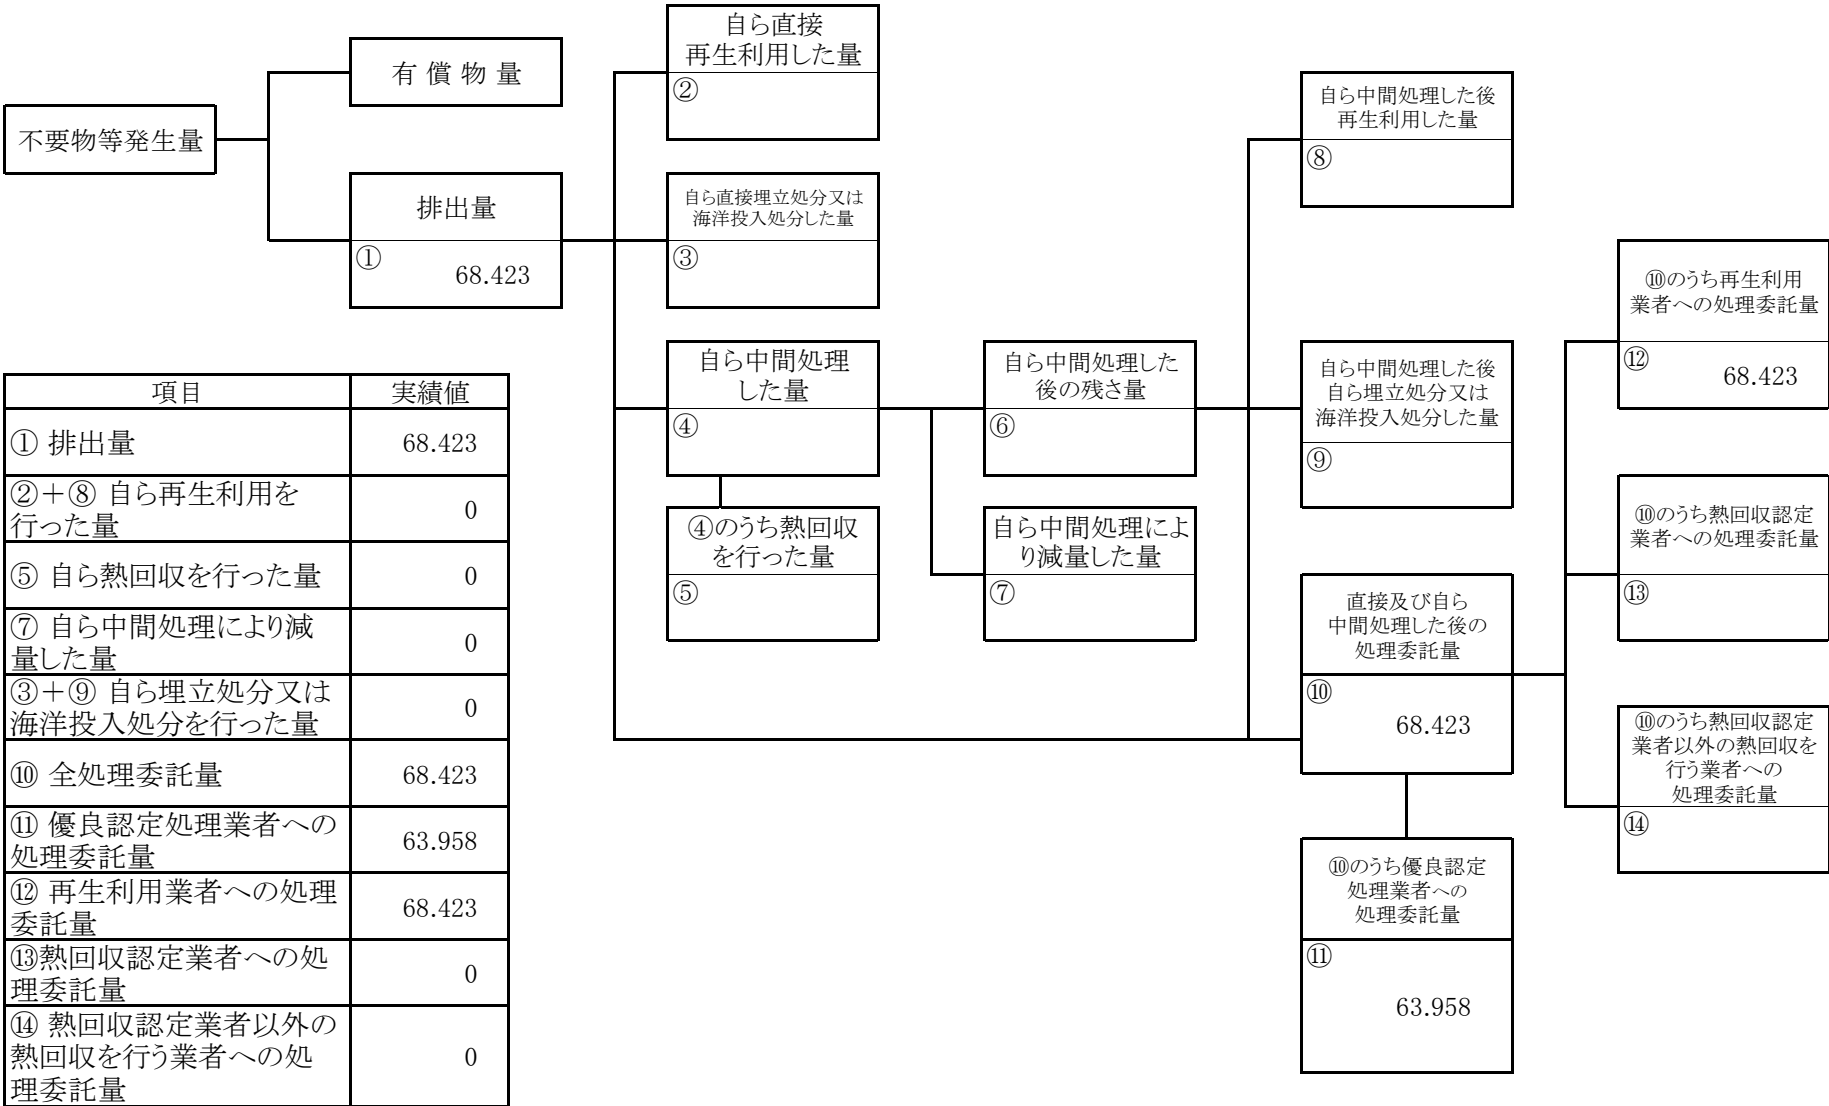 不要物等発生量
有 償 物 量
排出量
①
68.423
自ら直接
再生利用した量
②
自ら直接埋立処分又は
海洋投入処分した量
③
自ら中間処理
した量
④
④のうち熱回収
を行った量
⑤
自ら中間処理した
後の残さ量
⑥
自ら中間処理によ
り減量した量
⑦
自ら中間処理した後
再生利用した量
⑧
自ら中間処理した後
自ら埋立処分又は
海洋投入処分した量
⑨
直接及び自ら
中間処理した後の
処理委託量
⑩
68.423
⑩のうち優良認定
処理業者への
処理委託量
⑪
63.958
⑩のうち再生利用
業者への処理委託量
⑫
68.423
⑩のうち熱回収認定
業者への処理委託量
⑬
⑩のうち熱回収認定
業者以外の熱回収を
行う業者への
処理委託量
⑭
項目 実績値
① 排出量 68.423
②+⑧ 自ら再生利用を
行った量 0
⑤ 自ら熱回収を行った量 0
⑦ 自ら中間処理により減
量した量 0
③+⑨ 自ら埋立処分又は
海洋投入処分を行った量 0
⑩ 全処理委託量 68.423
⑪ 優良認定処理業者への
処理委託量 63.958
⑫ 再生利用業者への処理
委託量 68.423
⑬熱回収認定業者への処
理委託量 0
⑭ 熱回収認定業者以外の
熱回収を行う業者への処
理委託量 0